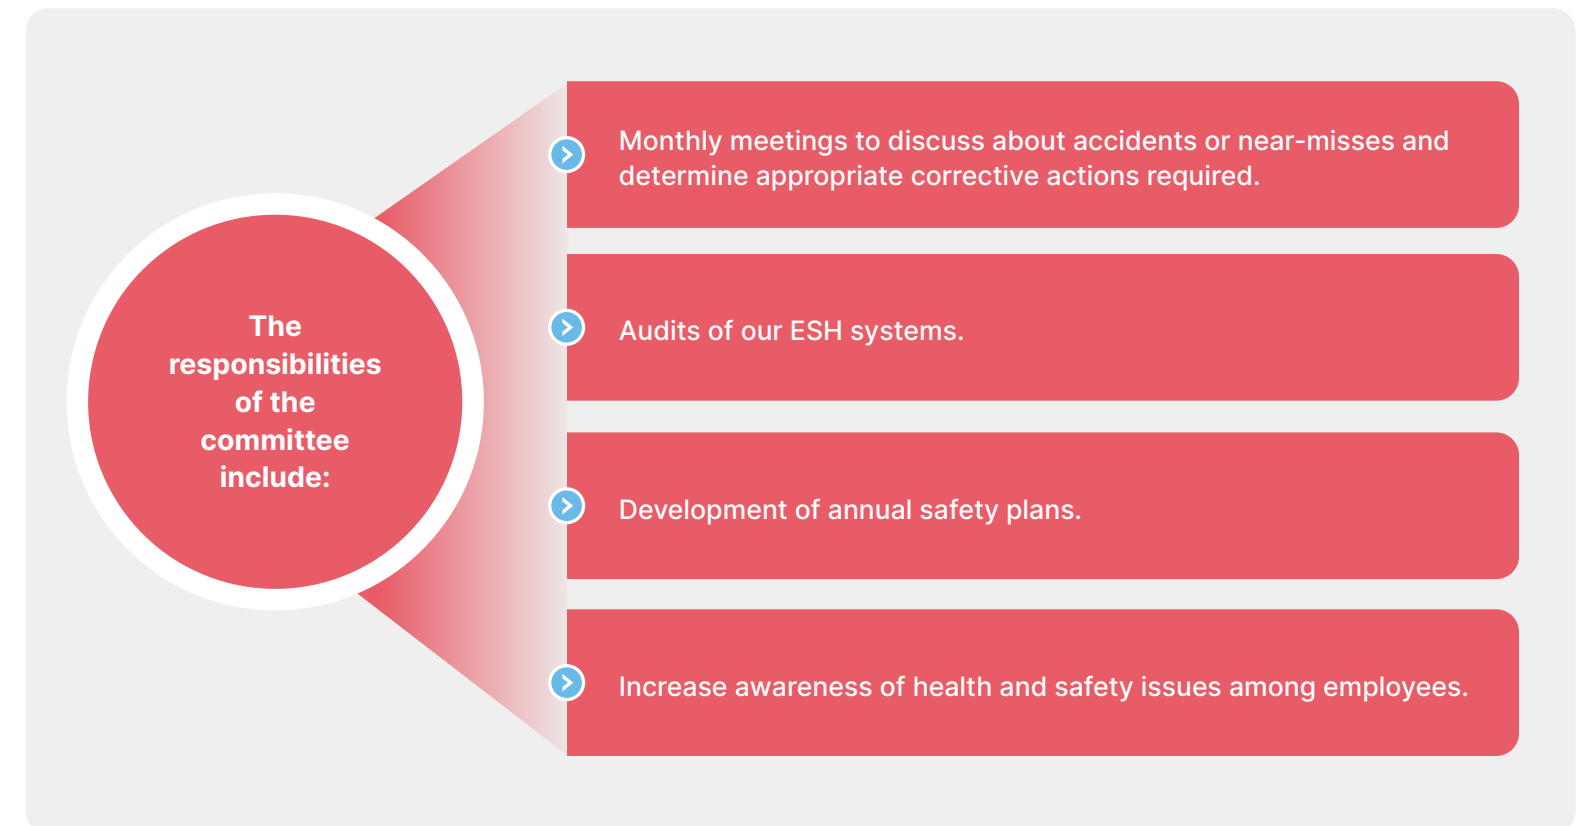 The
responsibilities
of the
committee
include:
Monthly meetings to discuss about accidents or near-misses and
determine appropriate corrective actions required.
Audits of our ESH systems.
Development of annual safety plans.
Increase awareness of health and safety issues among employees.